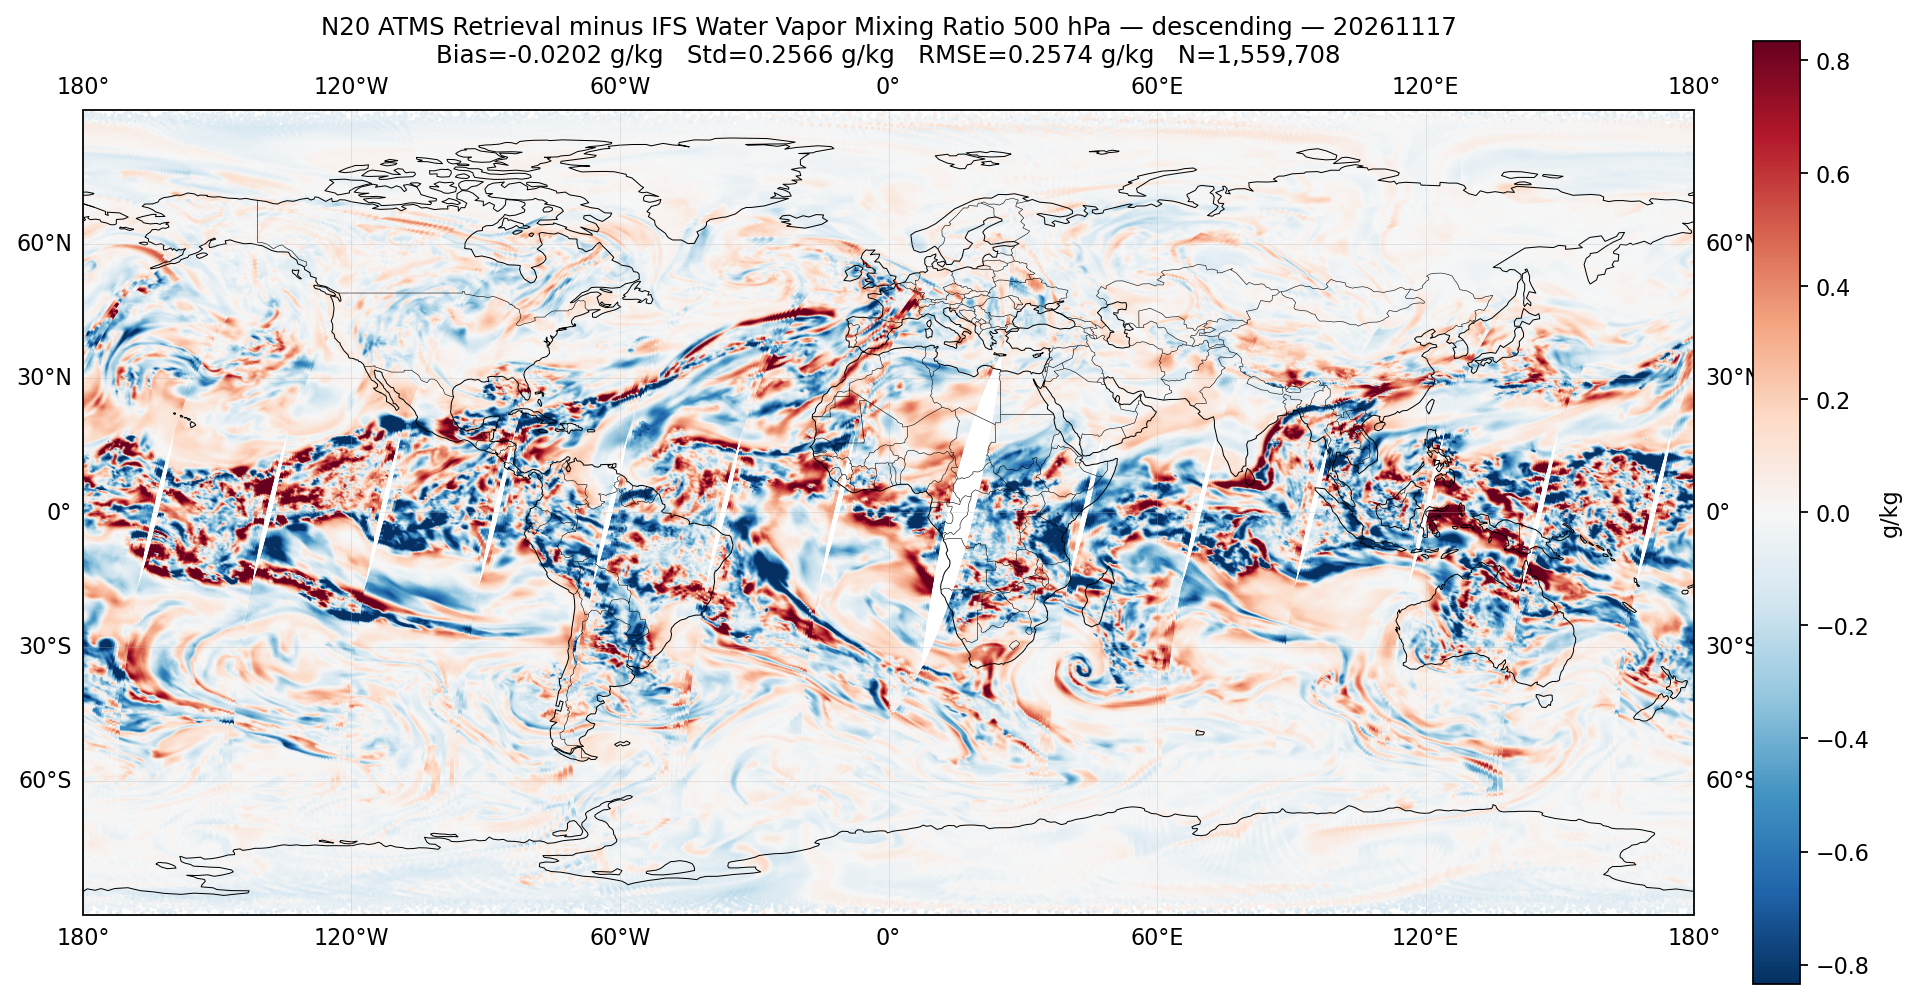 N20 ATMS Retrieval minus IFS Water Vapor Mixing Ratio 500 hPa — descending — 20261117
Bias=-0.0202 g/kg Std=0.2566 g/kg RMSE=0.2574 g/kg N=1,559,708
180° 120°W 60°W 0° 60°E 120°E 180°
60°N 60°N
30°N 30°N
0° 0°
30°S 30°S
60°S 60°S
180° 120°W 60°W 0° 60°E 120°E 180°
0.8
0.6
0.4
0.2
0.0
−0.2
−0.4
−0.6
−0.8
g/kg